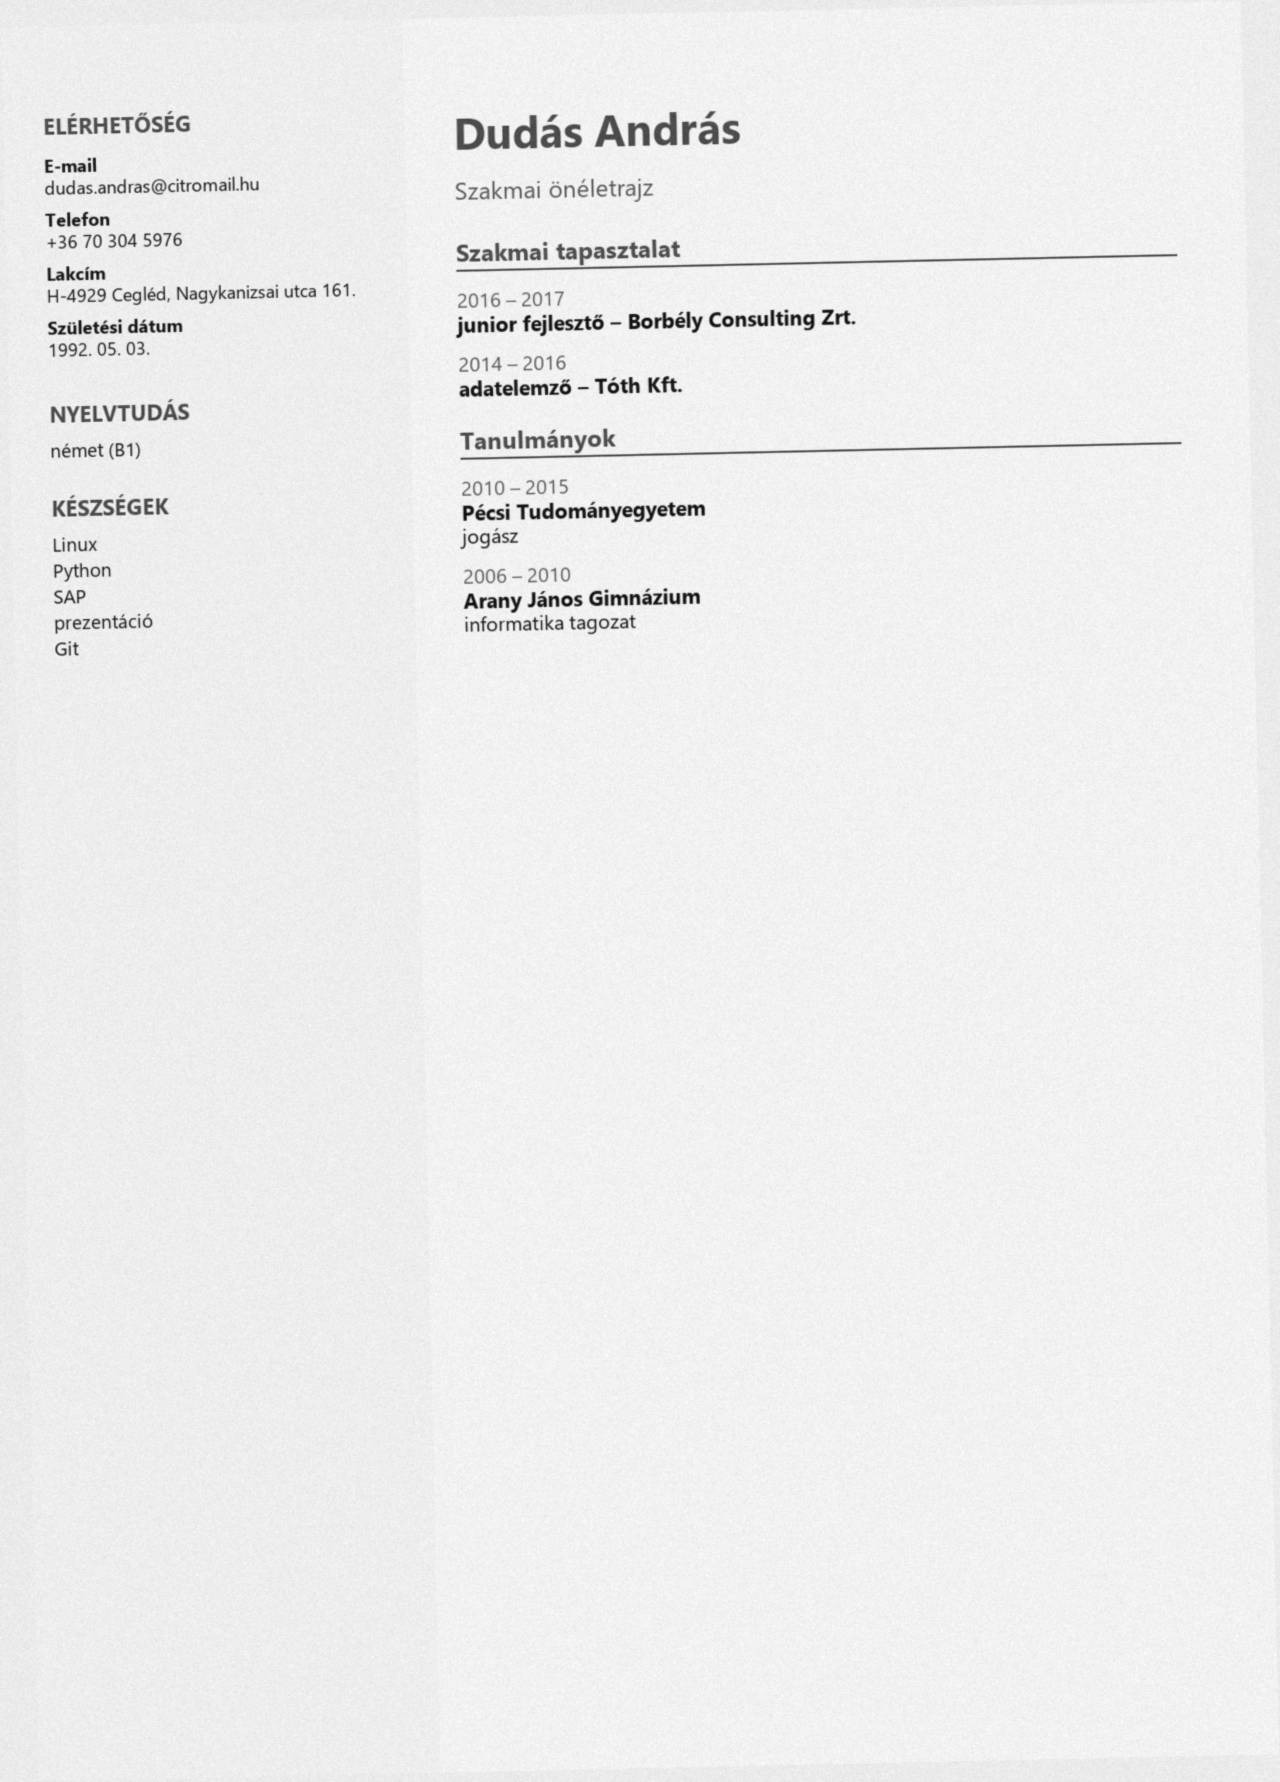 ELÉRHETŐSÉG
E-mail
dudas.andras@citromail.hu
Telefon
+36 70 304 5976
Lakcím
H-4929 Cegléd, Nagykanizsai utca 161.
Születési dátum
1992. 05. 03.
NYELVTUDÁS
német (B1)
KÉSZSÉGEK
Linux
Python
SAP
prezentáció
Git
Dudás András
Szakmai önéletrajz
Szakmai tapasztalat
2016 – 2017
junior fejlesztő – Borbély Consulting Zrt.
2014 – 2016
adatelemző – Tóth Kft.
Tanulmányok
2010 – 2015
Pécsi Tudományegyetem
jogász
2006 – 2010
Arany János Gimnázium
informatika tagozat